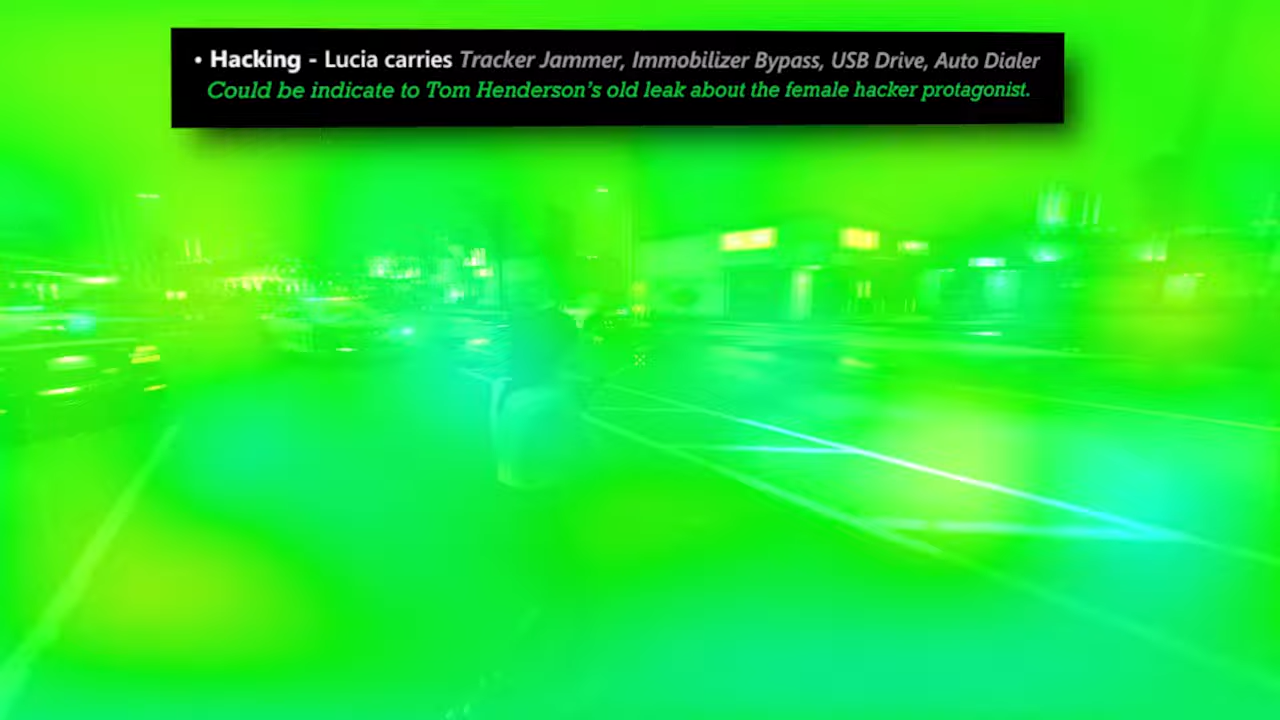 • Hacking - Lucia carries Tracker Jammer, Immobilizer Bypass, USB Drive, Auto Dialer
Could be indicate to Tom Henderson's old leak about the female hacker protagonist.